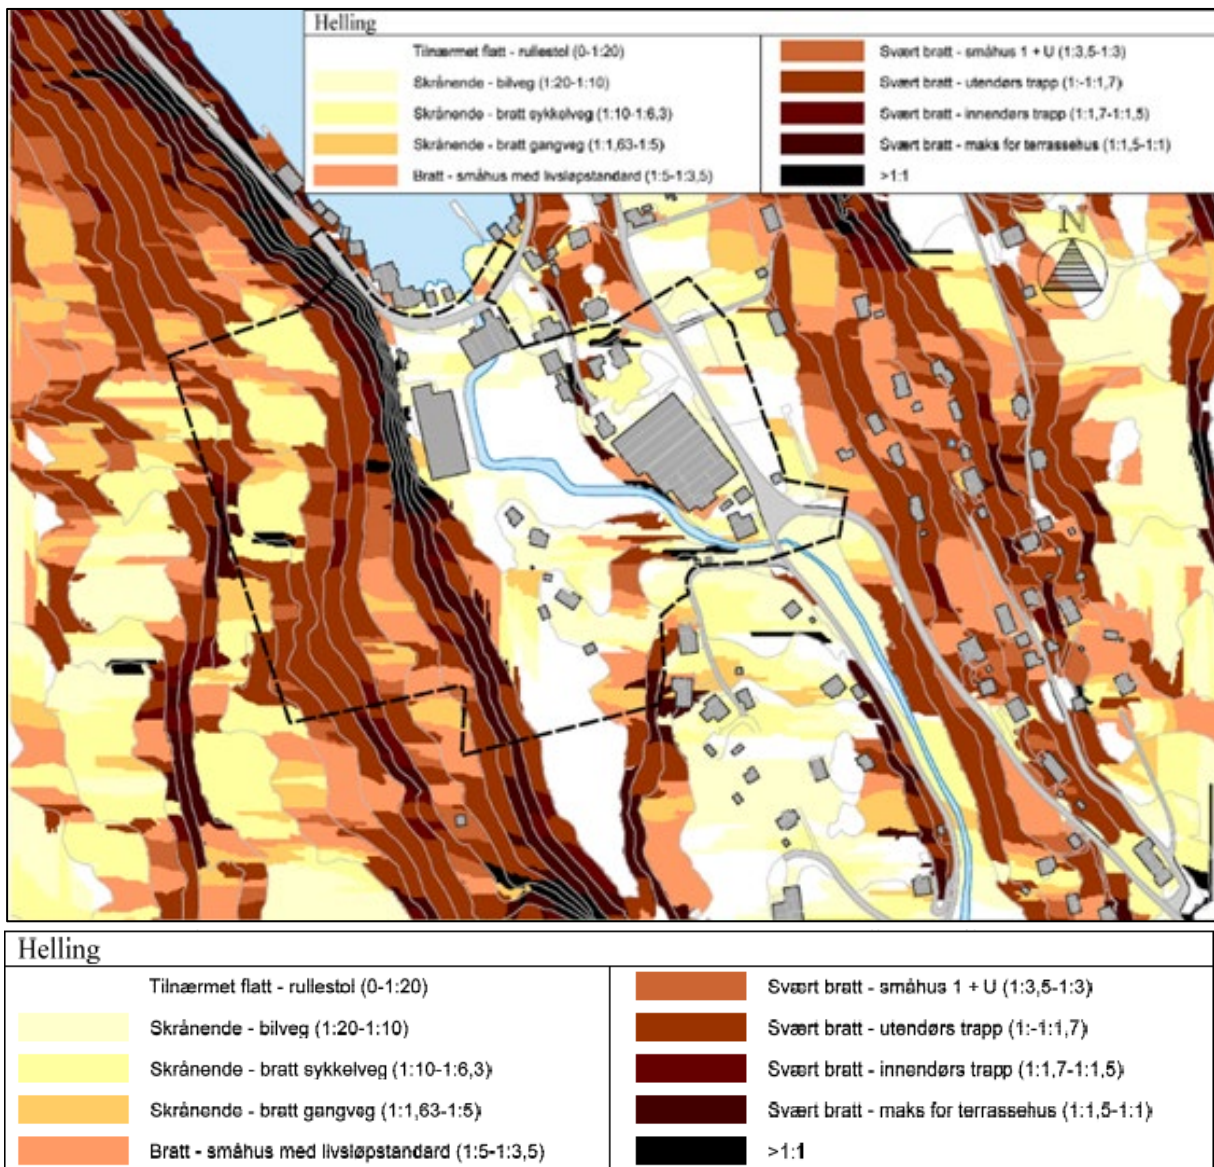 Helling
Tilnærmet flatt - rullestol (0-1:20)
Skrånende - bilveg (1:20-1:10)
Skrånende - bratt sykkelveg (1:10-1:6,3)
Skrånende - bratt gangveg (1:1,63-1:5)
Bratt - småhus med livsløpstandard (1:5-1:3,5)
Svært bratt - småhus 1 + U (1:3,5-1:3)
Svært bratt - utendørs trapp (1:-1:1,7)
Svært bratt - innendørs trapp (1:1,7-1:1,5)
Svært bratt - maks for terrassehus (1:1,5-1:1)
>1:1
N
Helling
Tilnærmet flatt - rullestol (0-1:20)
Skrånende - bilveg (1:20-1:10)
Skrånende - bratt sykkelveg (1:10-1:6,3)
Skrånende - bratt gangveg (1:1,63-1:5)
Bratt - småhus med livsløpstandard (1:5-1:3,5)
Svært bratt - småhus 1 + U (1:3,5-1:3)
Svært bratt - utendørs trapp (1:-1:1,7)
Svært bratt - innendørs trapp (1:1,7-1:1,5)
Svært bratt - maks for terrassehus (1:1,5-1:1)
>1:1